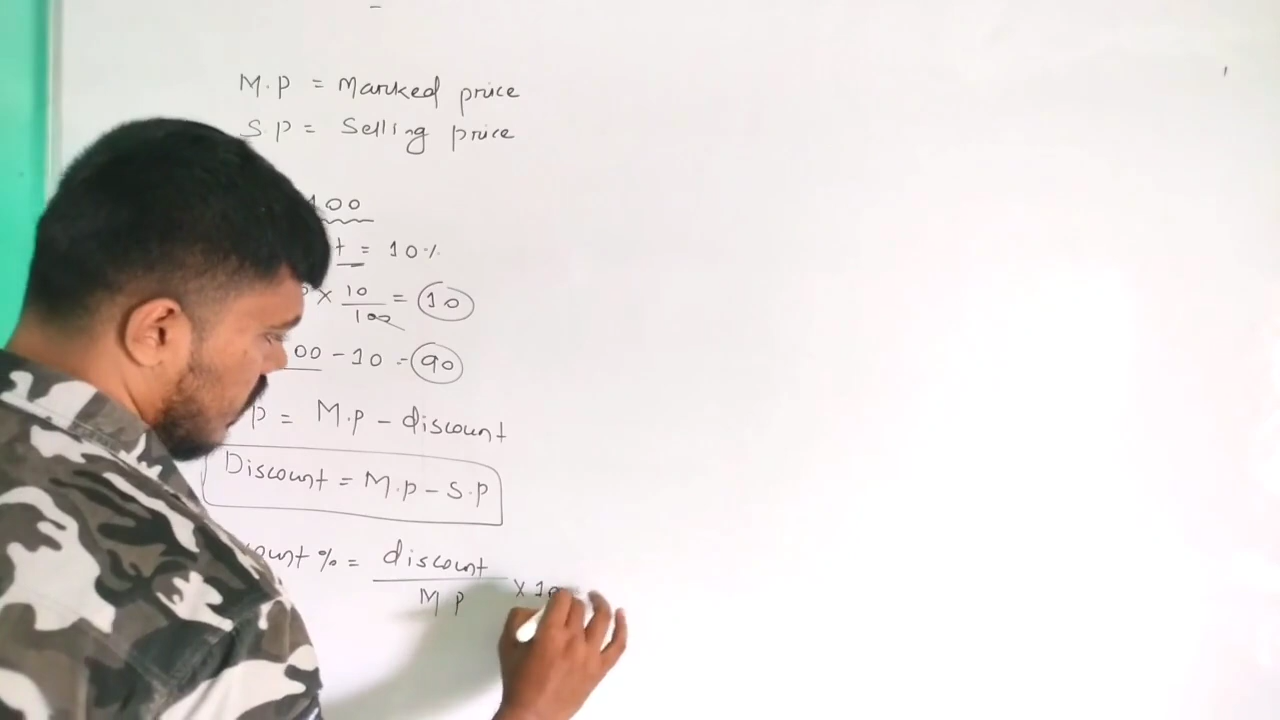 M.P = Marked price
S.P = Selling price
100
t = 10%
× 10/100 = 10
00 - 10 = 90
P = M.P - discount
Discount = M.P - S.P
ount % = discount/M P × 10